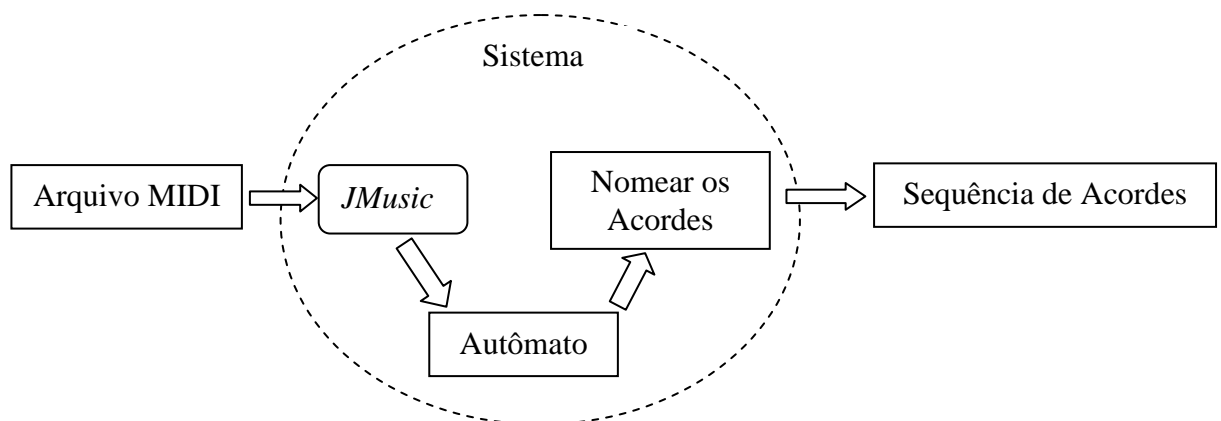 Sistema
Arquivo MIDI
JMusic
Nomear os
Acordes
Sequência de Acordes
Autômato